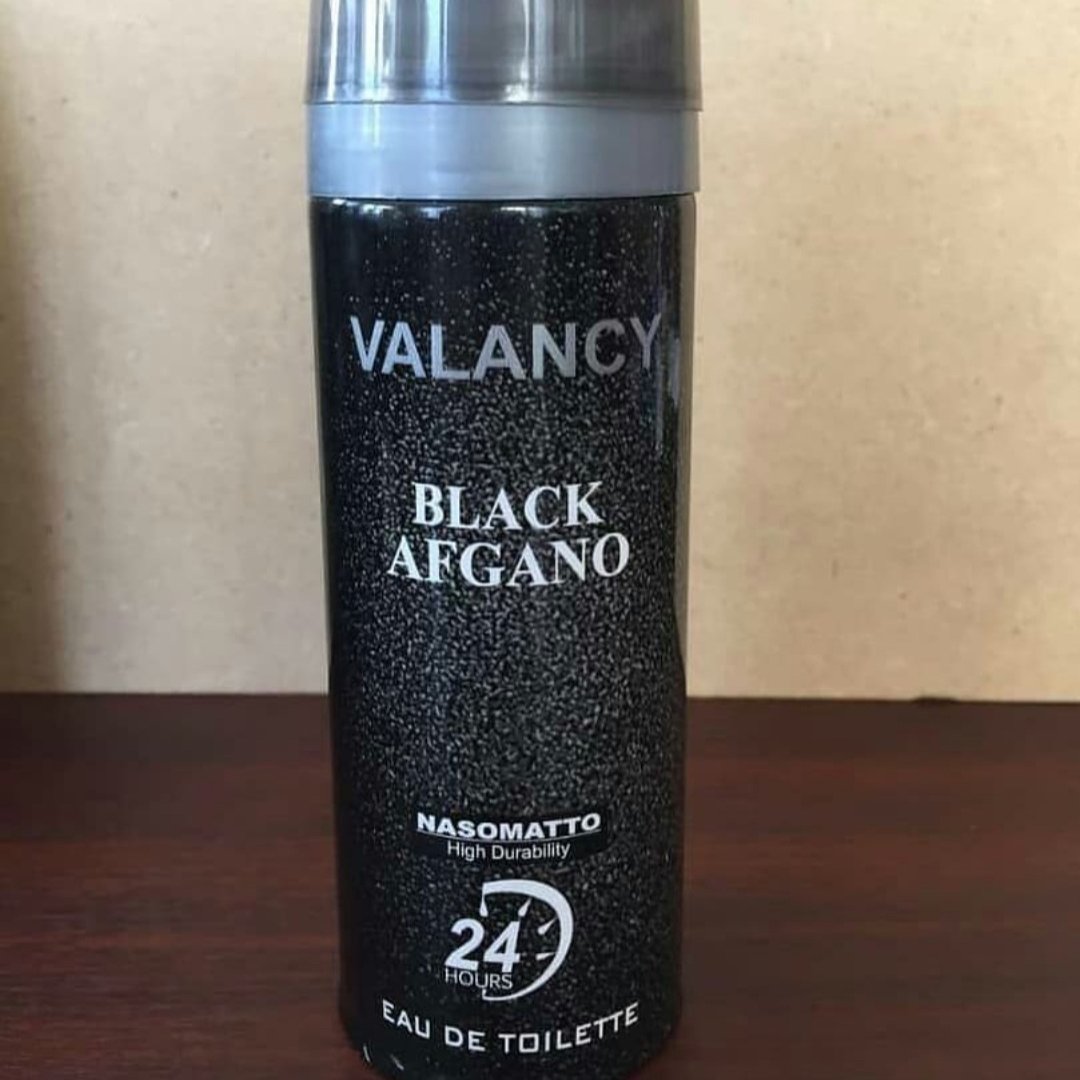 VALANCY
BLACK
AFGANO
NASOMATTO
High Durability
24
HOURS
EAU DE TOILETTE